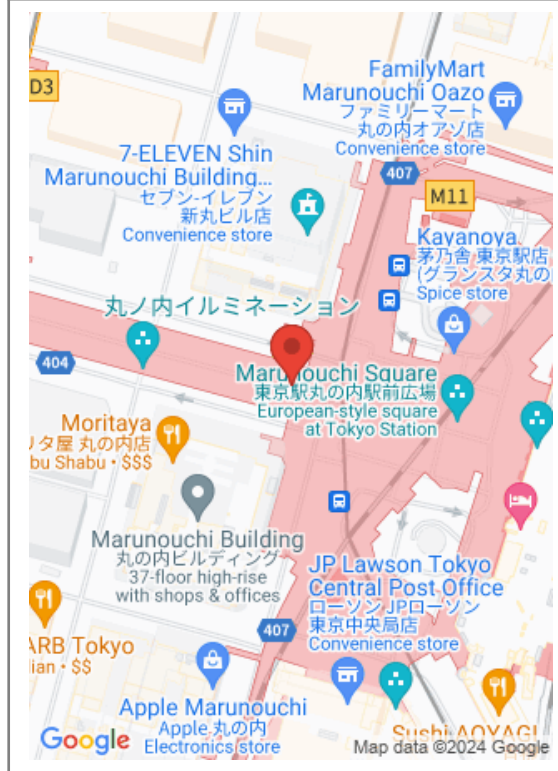 D3
FamilyMart
Marunouchi Oazo
ファミリーマート
丸の内オアゾ店
Convenience store
7-ELEVEN Shin
Marunouchi Building...
セブン-イレブン
新丸ビル店
Convenience store
407
M11
Kayanoya
茅乃舎 東京駅店
(グランスタ丸の
Spice store
丸ノ内イルミネーション
404
Marunouchi Square
東京駅丸の内駅前広場
European-style square
at Tokyo Station
Moritaya
リタ屋 丸の内店
bu Shabu • $$$
Marunouchi Building
丸の内ビルディング
37-floor high-rise
with shops & offices
JP Lawson Tokyo
Central Post Office
ローソン JPローソン
東京中央局店
Convenience store
407
ARB Tokyo
lian • $$
Apple Marunouchi
Apple 丸の内
Electronics store
Sushi AOYAGI
Google
Map data ©2024 Google